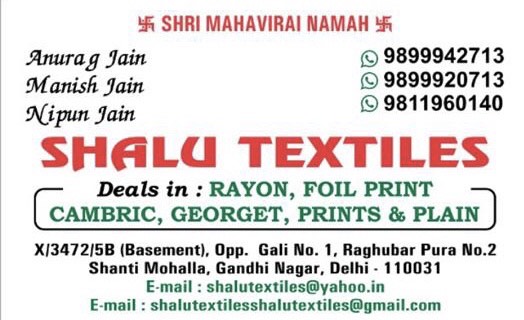 卐 SHRI MAHAVIRAI NAMAH 卐
Anurag Jain 9899942713
Manish Jain 9899920713
Nipun Jain 9811960140
SHALU TEXTILES
Deals in : RAYON, FOIL PRINT
CAMBRIC, GEORGET, PRINTS & PLAIN
X/3472/5B (Basement), Opp. Gali No. 1, Raghubar Pura No.2
Shanti Mohalla, Gandhi Nagar, Delhi - 110031
E-mail : shalutextiles@yahoo.in
E-mail : shalutextilesshalutextiles@gmail.com